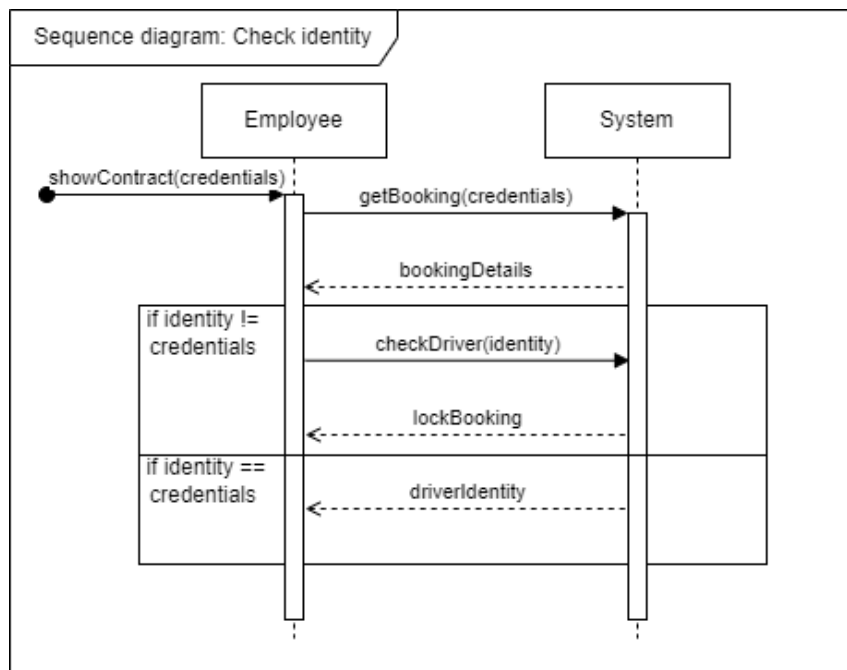 Sequence diagram: Check identity
Employee
System
showContract(credentials)
getBooking(credentials)
bookingDetails
if identity !=
credentials
checkDriver(identity)
lockBooking
if identity ==
credentials
driverIdentity